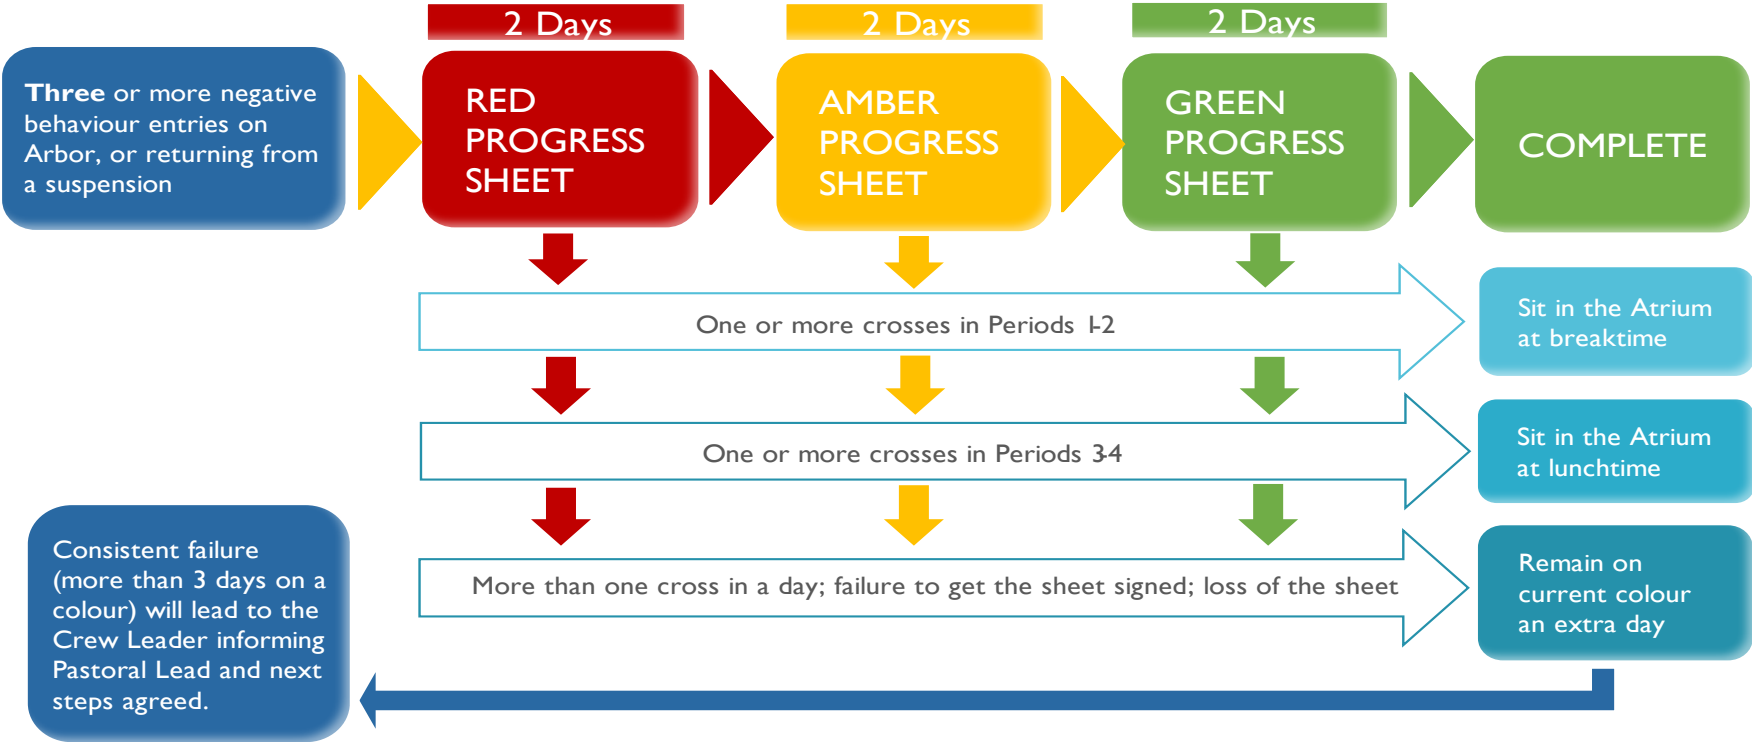 2 Days
2 Days
2 Days
Three or more negative
behaviour entries on
Arbor, or returning from
a suspension
RED
PROGRESS
SHEET
AMBER
PROGRESS
SHEET
GREEN
PROGRESS
SHEET
COMPLETE
One or more crosses in Periods 1-2
Sit in the Atrium
at breaktime
One or more crosses in Periods 3-4
Sit in the Atrium
at lunchtime
More than one cross in a day; failure to get the sheet signed; loss of the sheet
Remain on
current colour
an extra day
Consistent failure
(more than 3 days on a
colour) will lead to the
Crew Leader informing
Pastoral Lead and next
steps agreed.